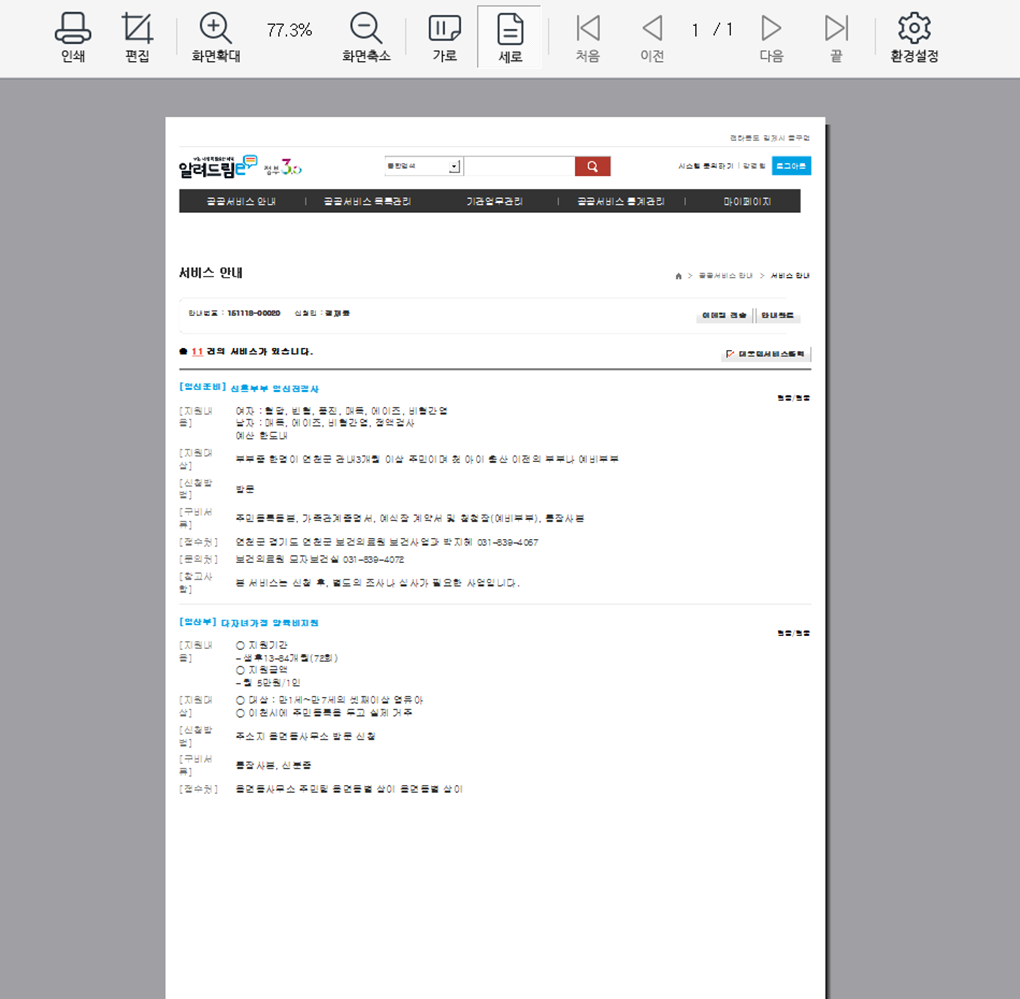 인쇄
편집
화면확대
77.3%
화면축소
가로
세로
처음
이전
1 / 1
다음
끝
환경설정
알려드림e 정부3.0
통합검색
시스템 문의하기
로그아웃
공공서비스 안내 | 공공서비스 목록관리 기관업무관리 | 공공서비스 통계관리 | 마이페이지
서비스 안내
> 공공서비스 안내 > 서비스 안내
안내번호 : 151118-00020 신청인 :
이메일 전송 안내완료
● 11 건의 서비스가 있습니다.
[임신준비] 신혼부부 임신전검사
현물/현물
[지원내용]
여자 : 혈당, 빈혈, 풍진, 매독, 에이즈, 비형간염
남자 : 매독, 에이즈, 비형간염, 정액검사
예산 한도내
[지원대상]
부부중 한명이 연천군 관내3개월 이상 주민이며 첫 아이 출산 이전의 부부나 예비부부
[신청방법]
방문
[구비서류]
주민등록등본, 가족관계증명서, 예식장 계약서 및 청첩장(예비부부), 통장사본
[접수처] 연천군 경기도 연천군 보건의료원 보건사업과 박지혜 031-839-4067
[문의처] 보건의료원 모자보건실 031-839-4072
[참고사항]
본 서비스는 신청 후, 별도의 조사나 심사가 필요한 사업입니다.
[임산부] 다자녀가정 양육비지원
현물/현물
[지원내용]
○ 지원기간
- 생후13-84개월(72회)
○ 지원금액
- 월 5만원/1인
[지원대상]
○ 대상 : 만1세~만7세의 셋째이상 영유아
○ 이천시에 주민등록을 두고 실제 거주
[신청방법]
주소지 읍면동사무소 방문 신청
[구비서류]
통장사본, 신분증
[접수처] 읍면동사무소 주민팀 읍면동별 상이 읍면동별 상이